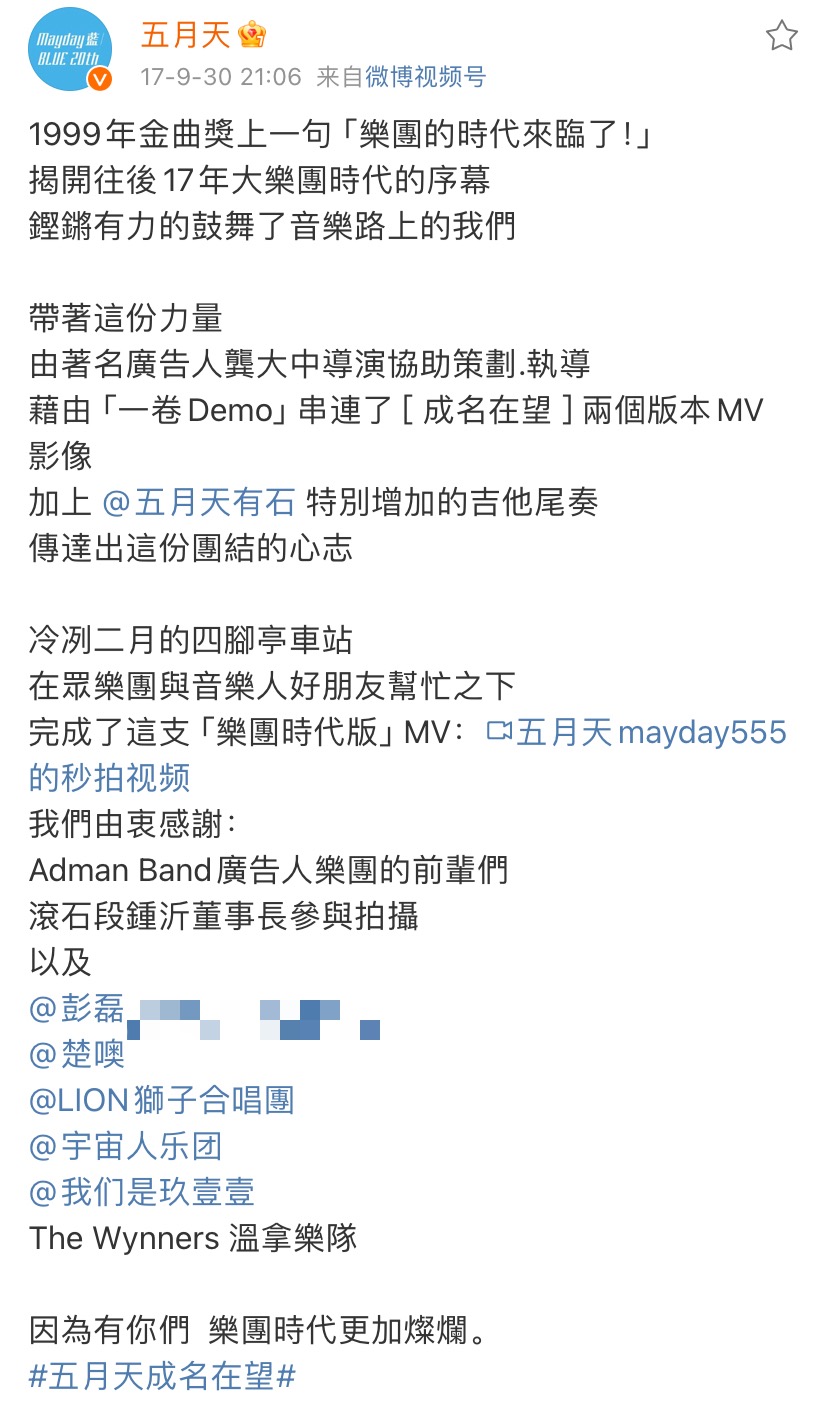 Mayday 藍
BLUE 20th
五月天
17-9-30 21:06 来自微博视频号
1999年金曲獎上一句「樂團的時代來臨了!」
揭開往後17年大樂團時代的序幕
鏗鏘有力的鼓舞了音樂路上的我們
帶著這份力量
由著名廣告人龔大中導演協助策劃.執導
藉由「一卷Demo」串連了 [ 成名在望 ] 兩個版本MV
影像
加上 @五月天有石 特別增加的吉他尾奏
傳達出這份團結的心志
冷冽二月的四腳亭車站
在眾樂團與音樂人好朋友幫忙之下
完成了這支「樂團時代版」MV： 五月天mayday555
的秒拍视频
我們由衷感謝：
Adman Band廣告人樂團的前輩們
滾石段鍾沂董事長參與拍攝
以及
@彭磊
@楚噢
@LION獅子合唱團
@宇宙人乐团
@我们是玖壹壹
The Wynners 溫拿樂隊
因為有你們 樂團時代更加燦爛。
#五月天成名在望#